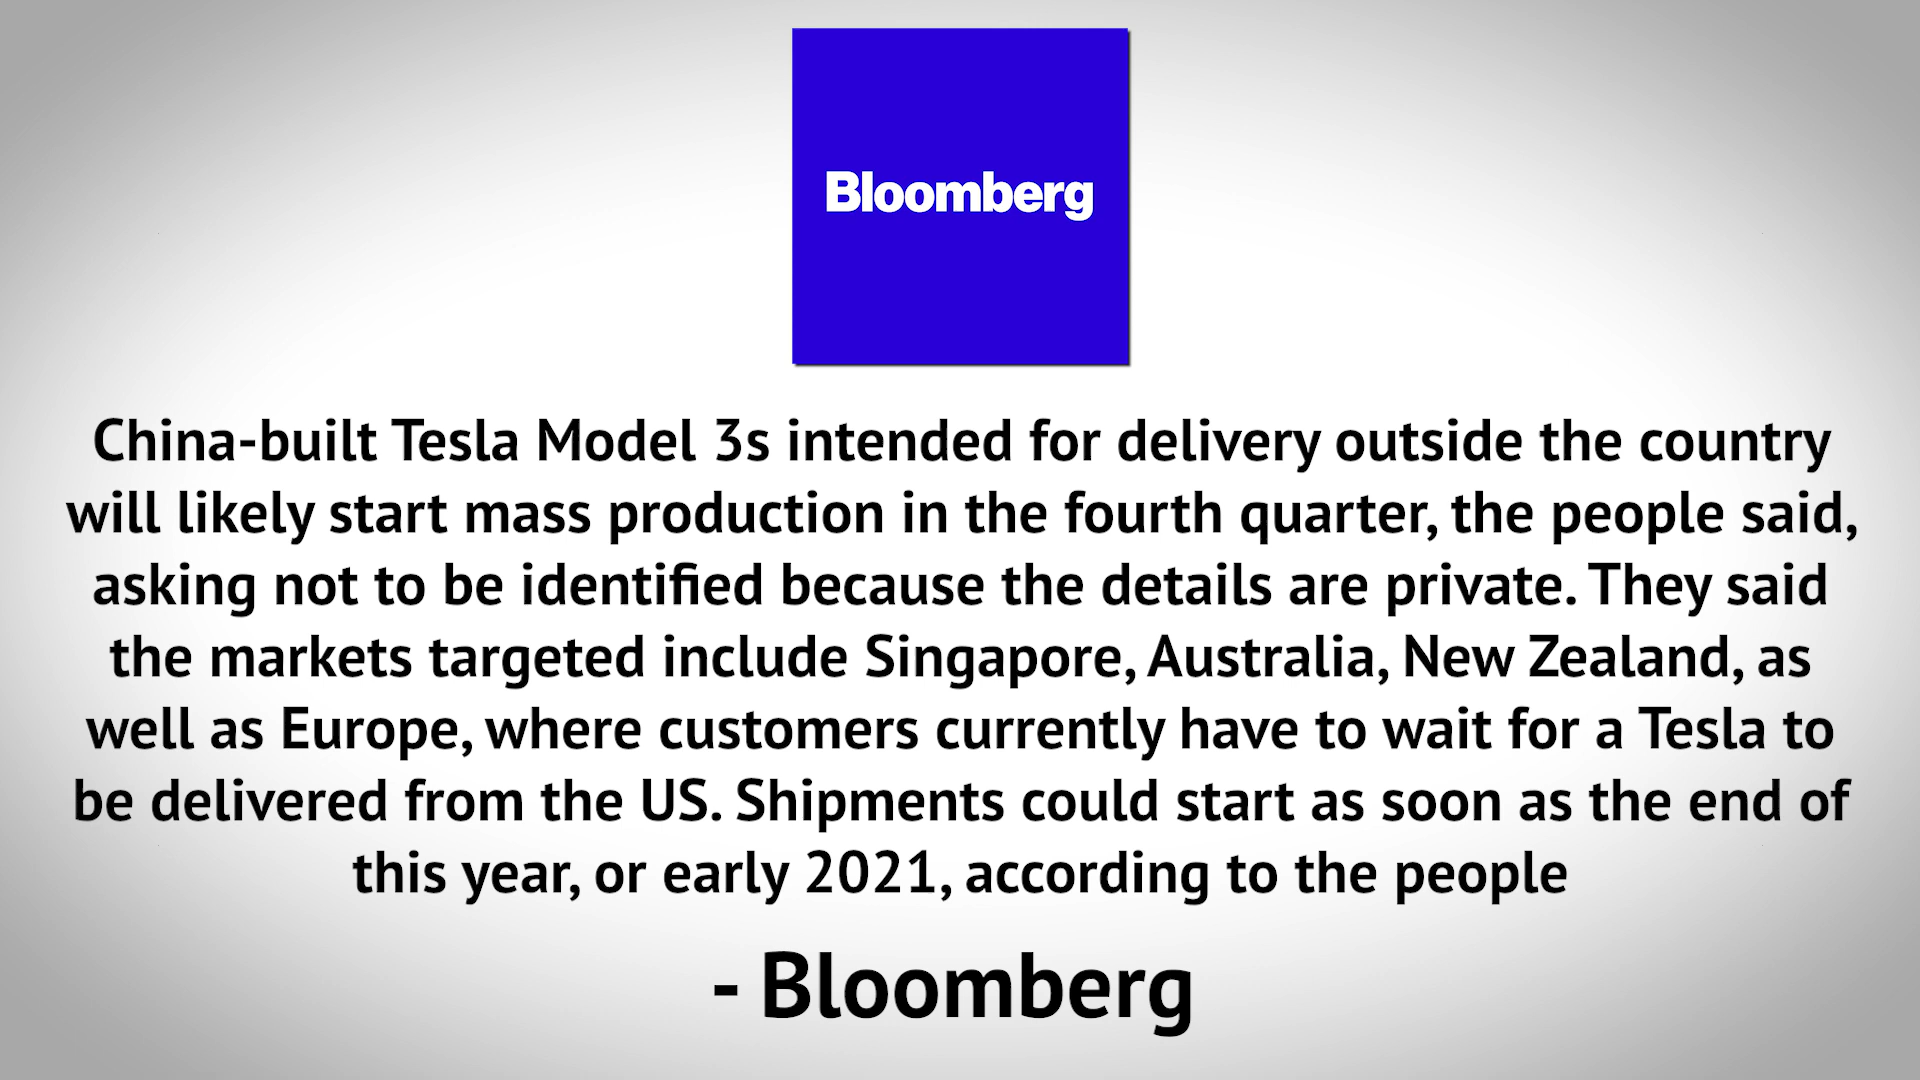 Bloomberg
China-built Tesla Model 3s intended for delivery outside the country
will likely start mass production in the fourth quarter, the people said,
asking not to be identified because the details are private. They said
the markets targeted include Singapore, Australia, New Zealand, as
well as Europe, where customers currently have to wait for a Tesla to
be delivered from the US. Shipments could start as soon as the end of
this year, or early 2021, according to the people
- Bloomberg